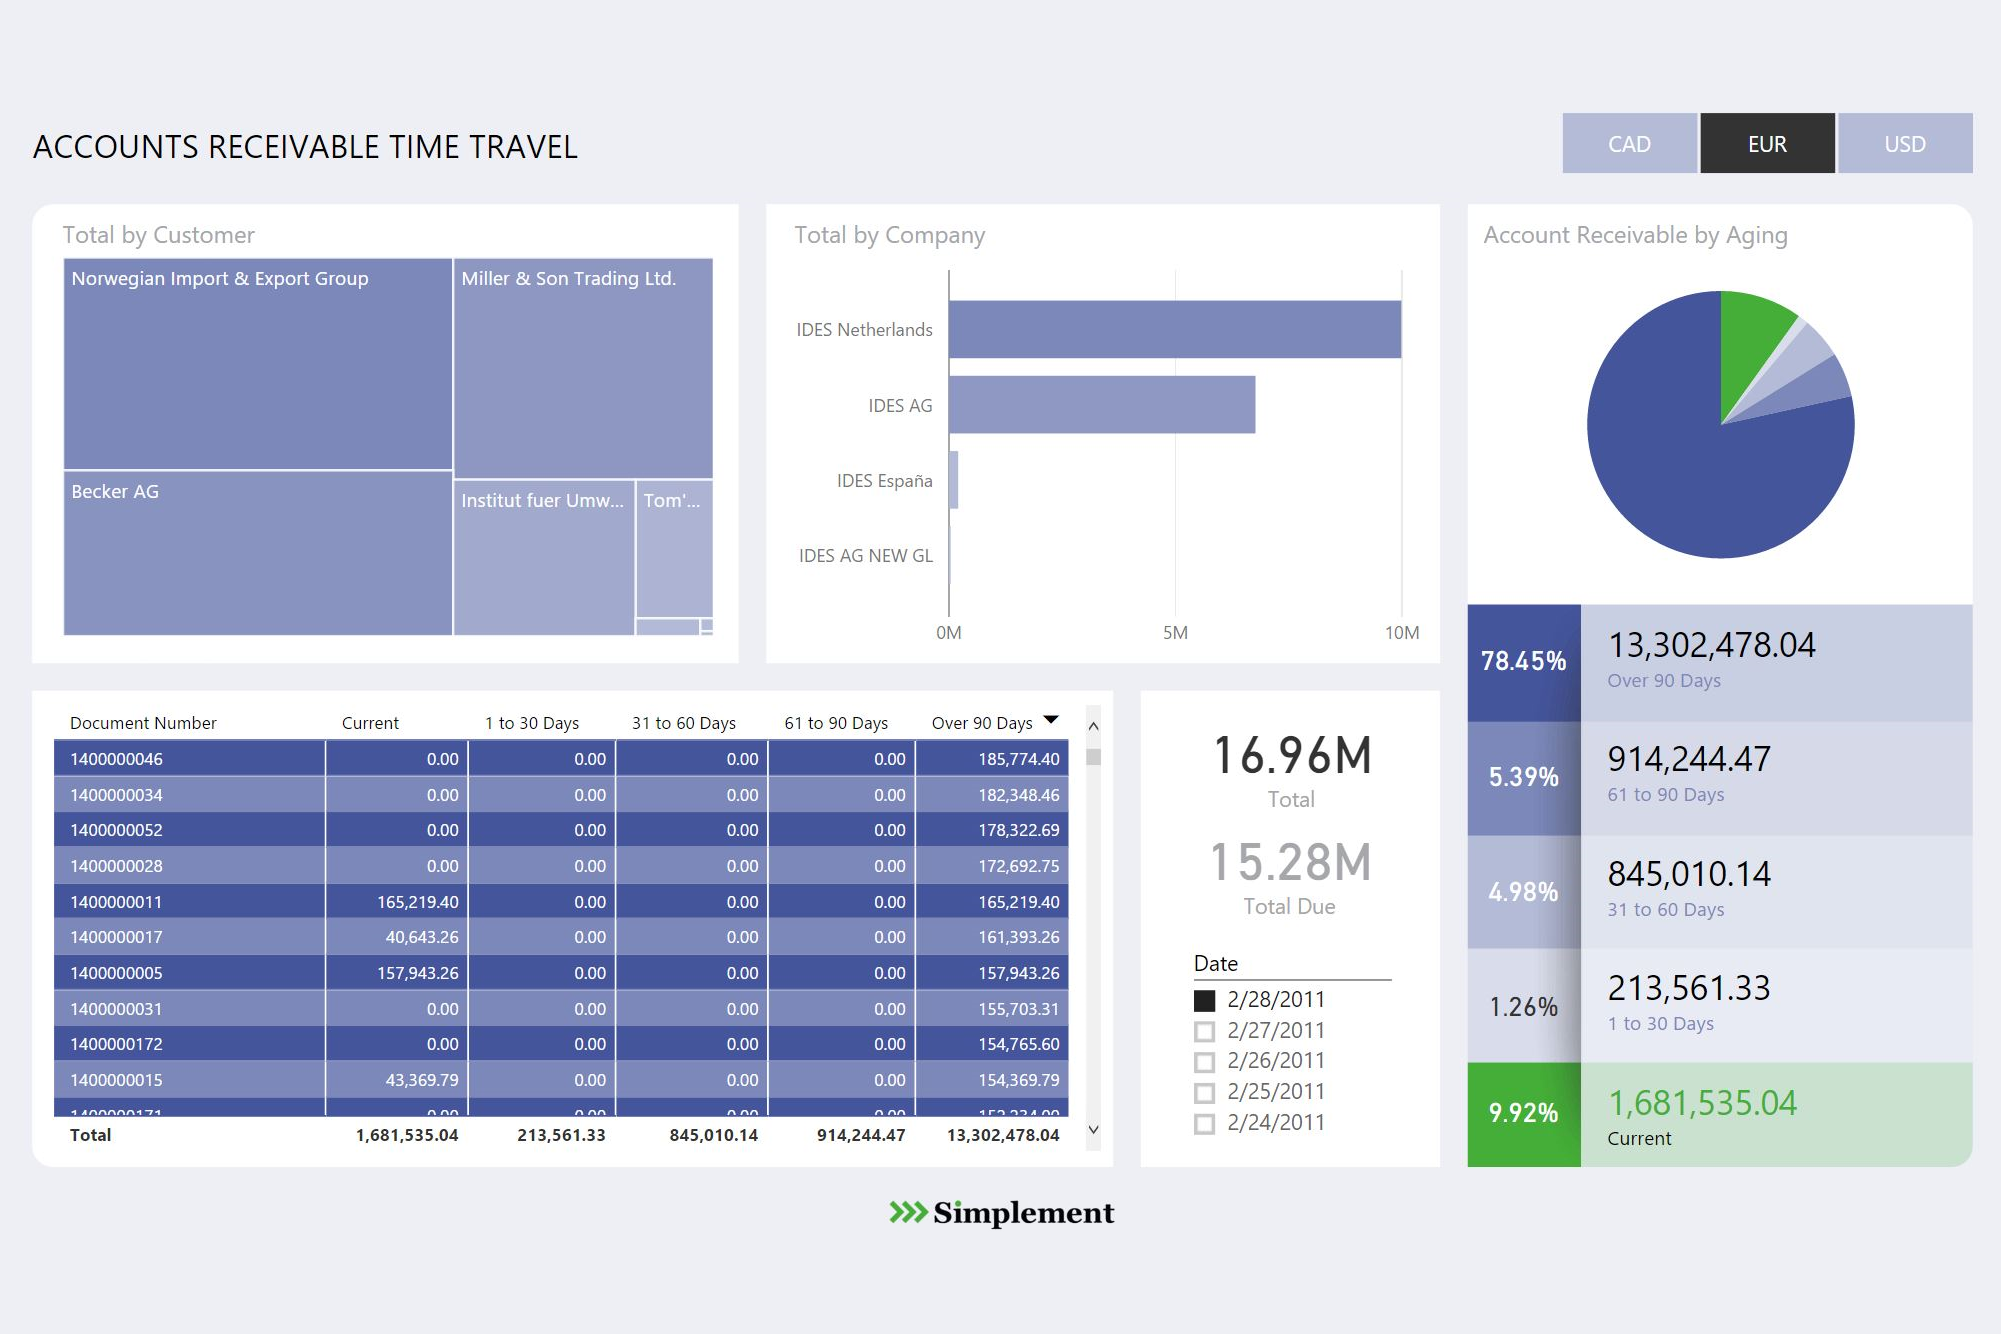 ACCOUNTS RECEIVABLE TIME TRAVEL
CAD EUR USD
Total by Customer
Norwegian Import & Export Group
Miller & Son Trading Ltd.
Becker AG
Institut fuer Umw...
Tom'...
Total by Company
IDES Netherlands
IDES AG
IDES España
IDES AG NEW GL
0M 5M 10M
Account Receivable by Aging
78.45% 13,302,478.04
Over 90 Days
5.39% 914,244.47
61 to 90 Days
4.98% 845,010.14
31 to 60 Days
1.26% 213,561.33
1 to 30 Days
9.92% 1,681,535.04
Current
Document Number Current 1 to 30 Days 31 to 60 Days 61 to 90 Days Over 90 Days
1400000046 0.00 0.00 0.00 0.00 185,774.40
1400000034 0.00 0.00 0.00 0.00 182,348.46
1400000052 0.00 0.00 0.00 0.00 178,322.69
1400000028 0.00 0.00 0.00 0.00 172,692.75
1400000011 165,219.40 0.00 0.00 0.00 165,219.40
1400000017 40,643.26 0.00 0.00 0.00 161,393.26
1400000005 157,943.26 0.00 0.00 0.00 157,943.26
1400000031 0.00 0.00 0.00 0.00 155,703.31
1400000172 0.00 0.00 0.00 0.00 154,765.60
1400000015 43,369.79 0.00 0.00 0.00 154,369.79
Total 1,681,535.04 213,561.33 845,010.14 914,244.47 13,302,478.04
16.96M
Total
15.28M
Total Due
Date
2/28/2011
2/27/2011
2/26/2011
2/25/2011
2/24/2011
Simplement